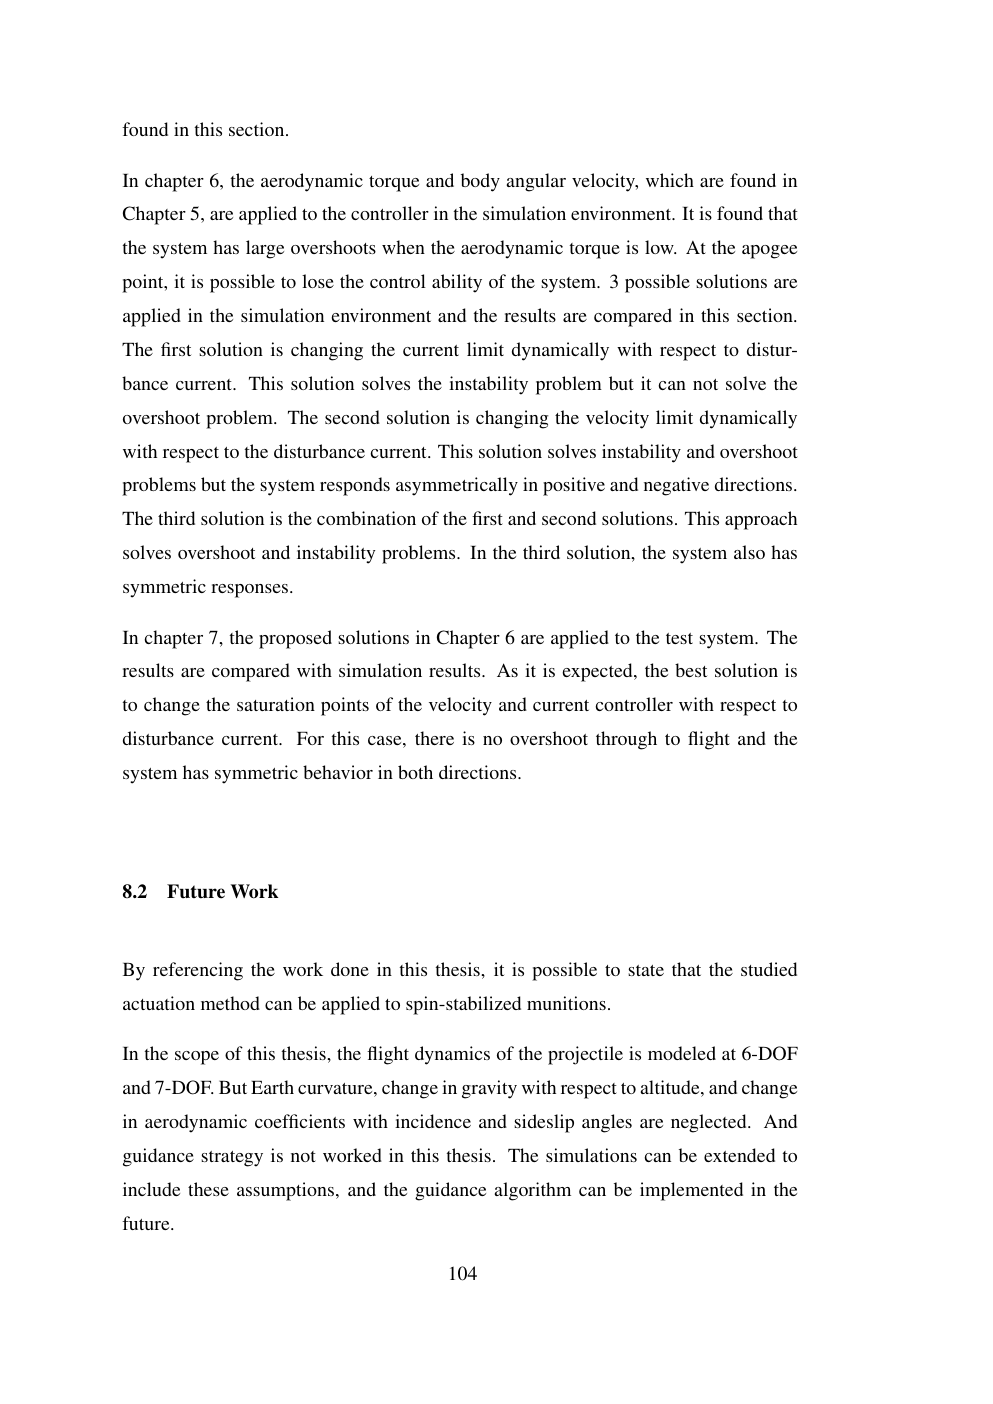 found in this section.
In chapter 6, the aerodynamic torque and body angular velocity, which are found in
Chapter 5, are applied to the controller in the simulation environment. It is found that
the system has large overshoots when the aerodynamic torque is low. At the apogee
point, it is possible to lose the control ability of the system. 3 possible solutions are
applied in the simulation environment and the results are compared in this section.
The first solution is changing the current limit dynamically with respect to distur-
bance current. This solution solves the instability problem but it can not solve the
overshoot problem. The second solution is changing the velocity limit dynamically
with respect to the disturbance current. This solution solves instability and overshoot
problems but the system responds asymmetrically in positive and negative directions.
The third solution is the combination of the first and second solutions. This approach
solves overshoot and instability problems. In the third solution, the system also has
symmetric responses.
In chapter 7, the proposed solutions in Chapter 6 are applied to the test system. The
results are compared with simulation results. As it is expected, the best solution is
to change the saturation points of the velocity and current controller with respect to
disturbance current. For this case, there is no overshoot through to flight and the
system has symmetric behavior in both directions.
8.2 Future Work
By referencing the work done in this thesis, it is possible to state that the studied
actuation method can be applied to spin-stabilized munitions.
In the scope of this thesis, the flight dynamics of the projectile is modeled at 6-DOF
and 7-DOF. But Earth curvature, change in gravity with respect to altitude, and change
in aerodynamic coefficients with incidence and sideslip angles are neglected. And
guidance strategy is not worked in this thesis. The simulations can be extended to
include these assumptions, and the guidance algorithm can be implemented in the
future.
104